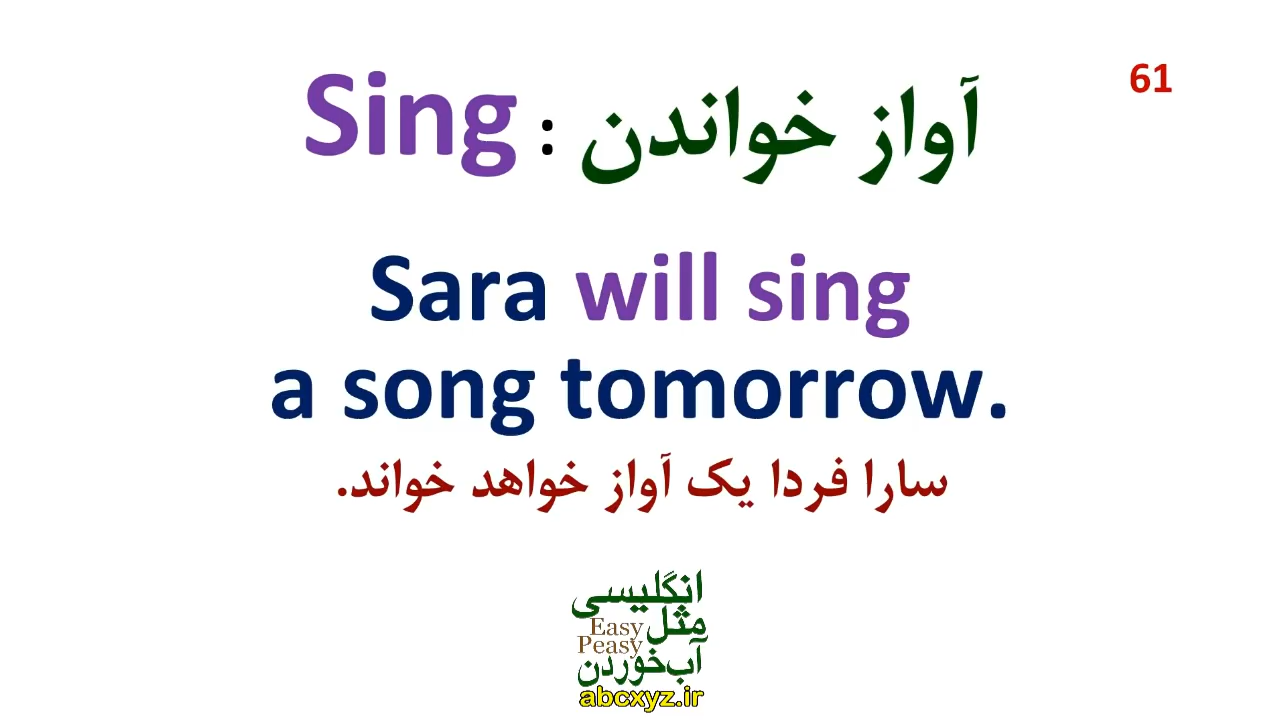 61
Sing : آواز خواندن
Sara will sing
a song tomorrow.
سارا فردا یک آواز خواهد خواند.
انگلیسی
مثل Easy
Peasy
آب‌خوردن
abcxyz.ir